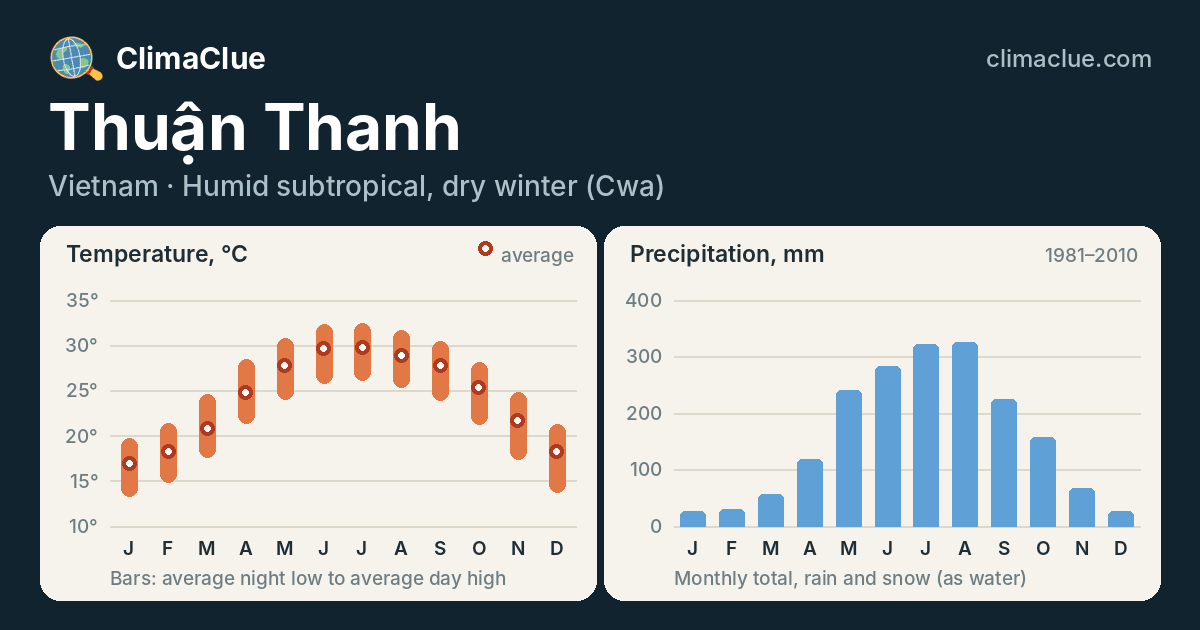 ClimaClue
climaclue.com
Thuận Thanh
Vietnam · Humid subtropical, dry winter (Cwa)
Temperature, °C
average
35°
30°
25°
20°
15°
10°
J F M A M J J A S O N D
Bars: average night low to average day high
Precipitation, mm
1981–2010
400
300
200
100
0
J F M A M J J A S O N D
Monthly total, rain and snow (as water)